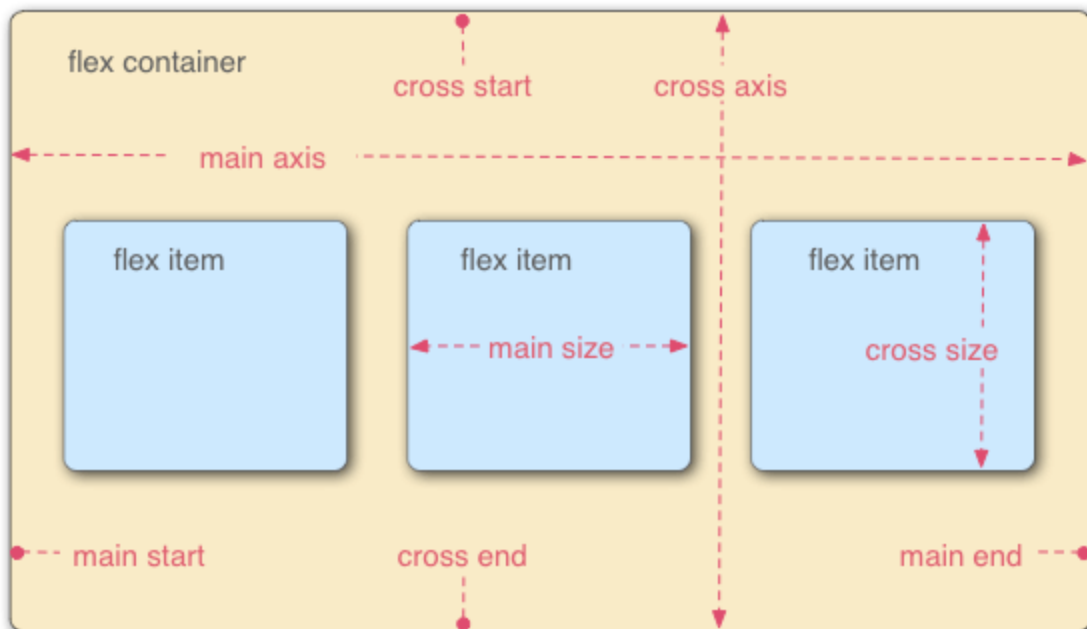 flex container
cross start
cross axis
main axis
flex item
flex item
flex item
main size
cross size
main start
cross end
main end